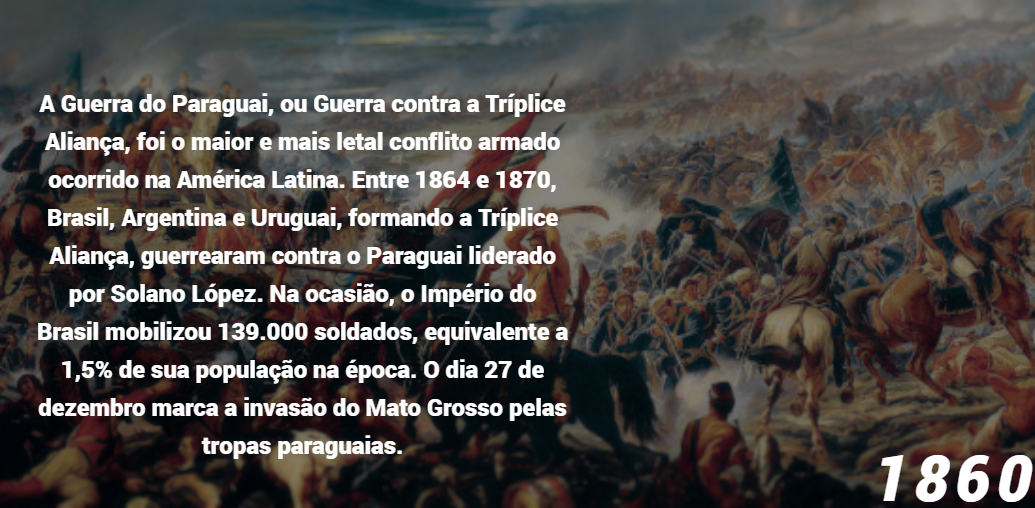 A Guerra do Paraguai, ou Guerra contra a Tríplice
Aliança, foi o maior e mais letal conflito armado
ocorrido na América Latina. Entre 1864 e 1870,
Brasil, Argentina e Uruguai, formando a Tríplice
Aliança, guerrearam contra o Paraguai liderado
por Solano López. Na ocasião, o Império do
Brasil mobilizou 139.000 soldados, equivalente a
1,5% de sua população na época. O dia 27 de
dezembro marca a invasão do Mato Grosso pelas
tropas paraguaias.
1860